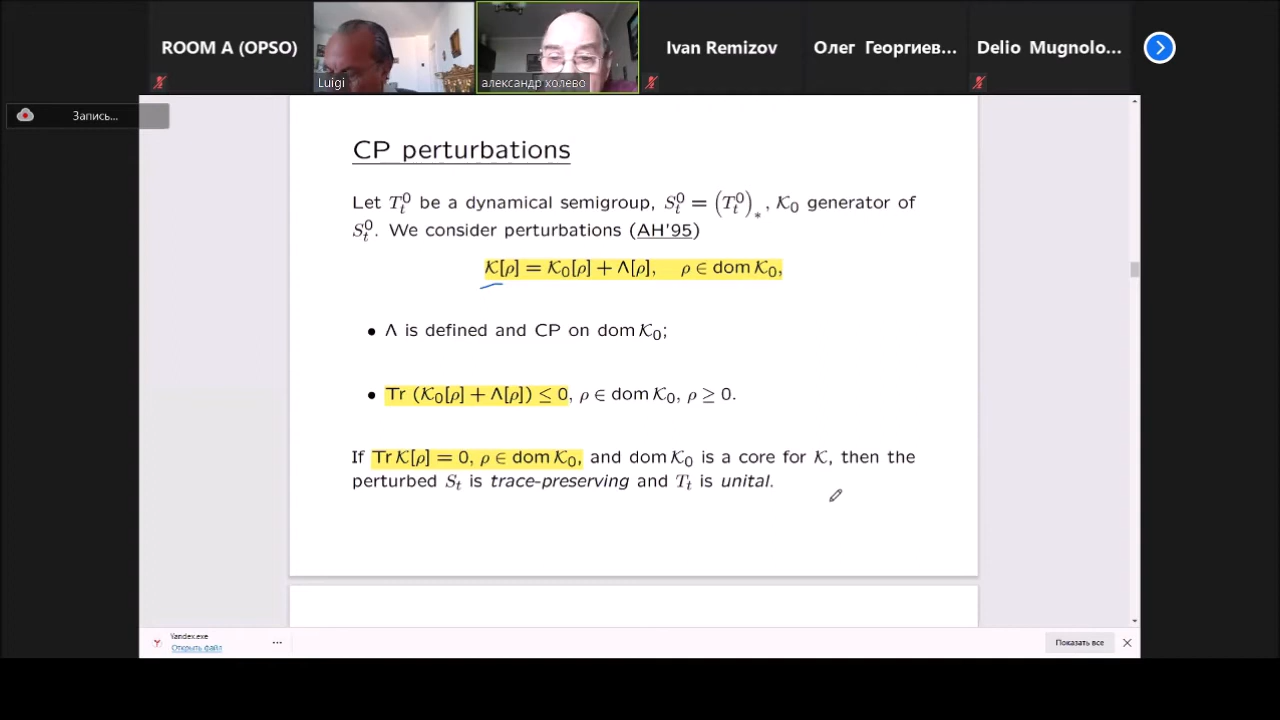 ROOM A (OPSO)
Luigi
александр холево
Ivan Remizov
Олег Георгиев...
Delio Mugnolo...
Запись...
CP perturbations
Let T_t^0 be a dynamical semigroup, S_t^0 = (T_t^0)_*, 𝒦_0 generator of
S_t^0. We consider perturbations (AH'95)
𝒦[ρ] = 𝒦_0[ρ] + Λ[ρ], ρ ∈ dom 𝒦_0,
• Λ is defined and CP on dom 𝒦_0;
• Tr (𝒦_0[ρ] + Λ[ρ]) ≤ 0, ρ ∈ dom 𝒦_0, ρ ≥ 0.
If Tr 𝒦[ρ] = 0, ρ ∈ dom 𝒦_0, and dom 𝒦_0 is a core for 𝒦, then the
perturbed S_t is trace-preserving and T_t is unital.
Yandex.exe
Открыть файл
...
Показать все